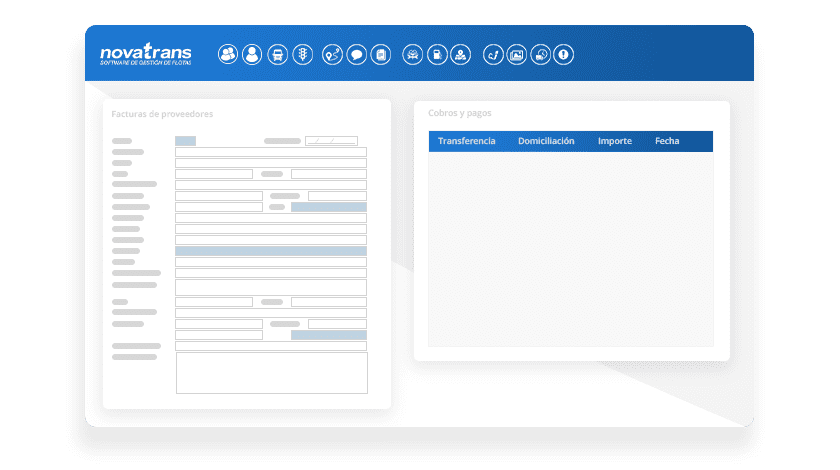 novatrans
SOFTWARE DE GESTIÓN DE FLOTAS
Facturas de proveedores
Cobros y pagos
Transferencia Domiciliación Importe Fecha